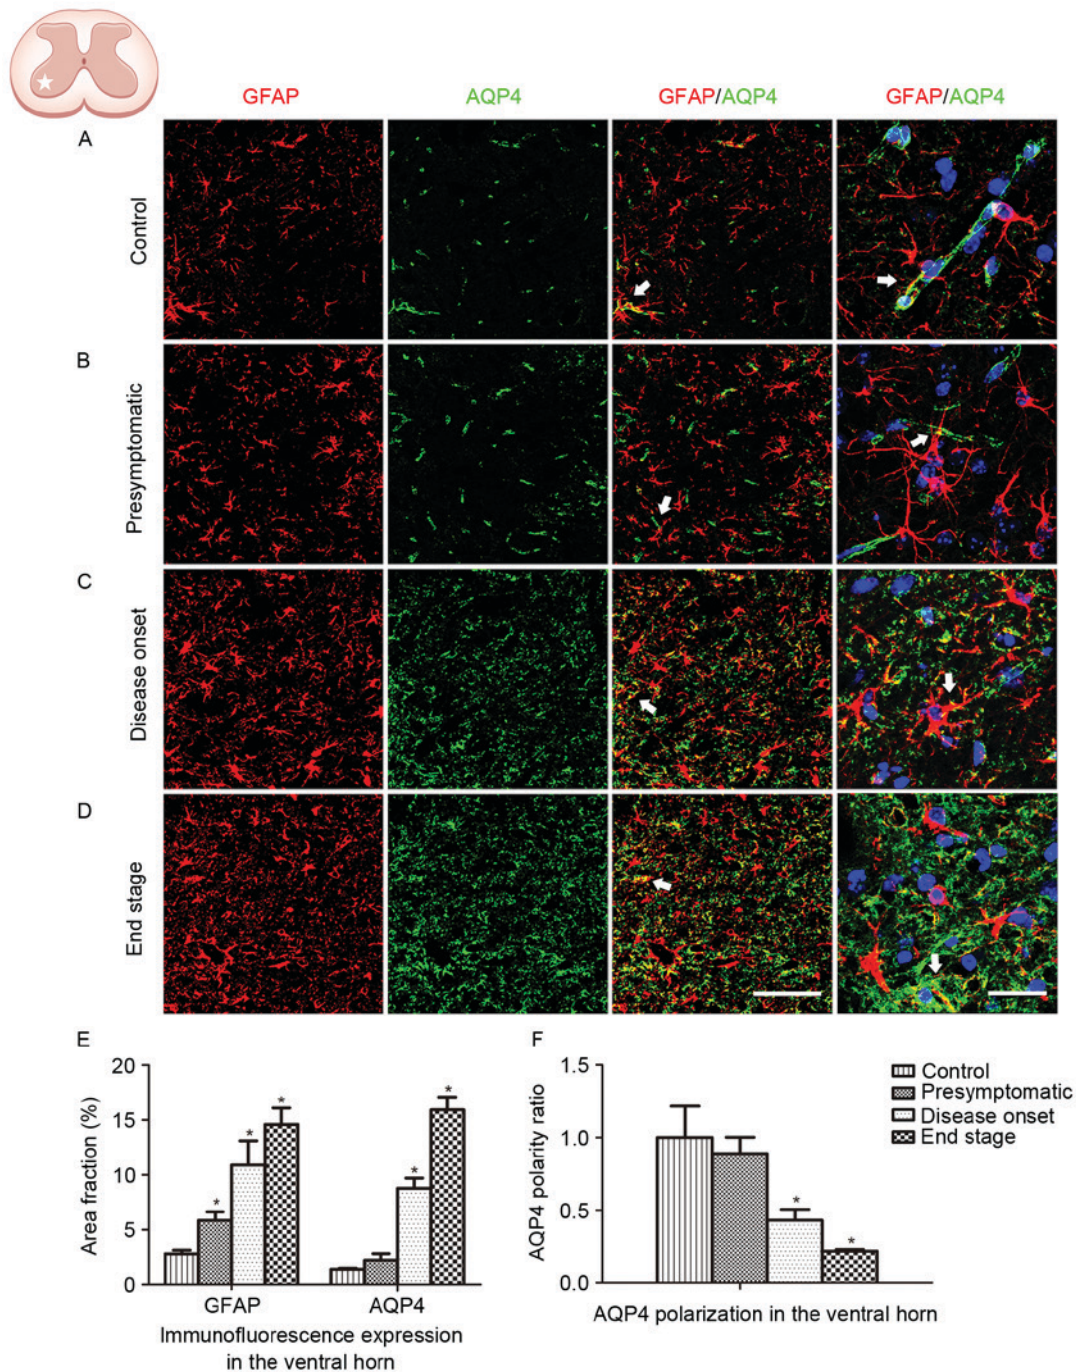 GFAP AQP4 GFAP/AQP4 GFAP/AQP4
A
Control
B
Presymptomatic
C
Disease onset
D
End stage
E
20
15
10
5
0
Area fraction (%)
* * * * *
GFAP AQP4
Immunofluorescence expression
in the ventral horn
F
1.5
1.0
0.5
0.0
AQP4 polarity ratio
* *
AQP4 polarization in the ventral horn
Control
Presymptomatic
Disease onset
End stage